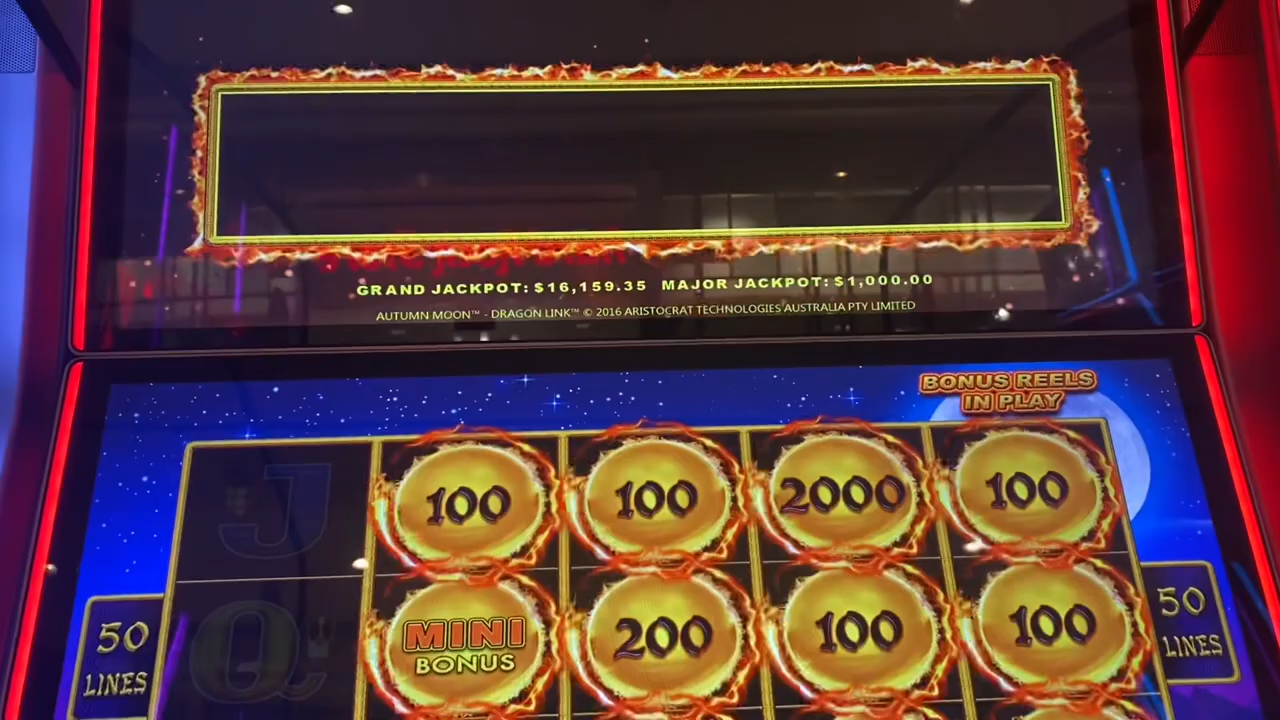 GRAND JACKPOT: $16,159.35 MAJOR JACKPOT: $1,000.00
AUTUMN MOON™ - DRAGON LINK™ © 2016 ARISTOCRAT TECHNOLOGIES AUSTRALIA PTY LIMITED
BONUS REELS
IN PLAY
J 100 100 2000 100
Q MINI
BONUS 200 100 100
50
LINES
50
LINES